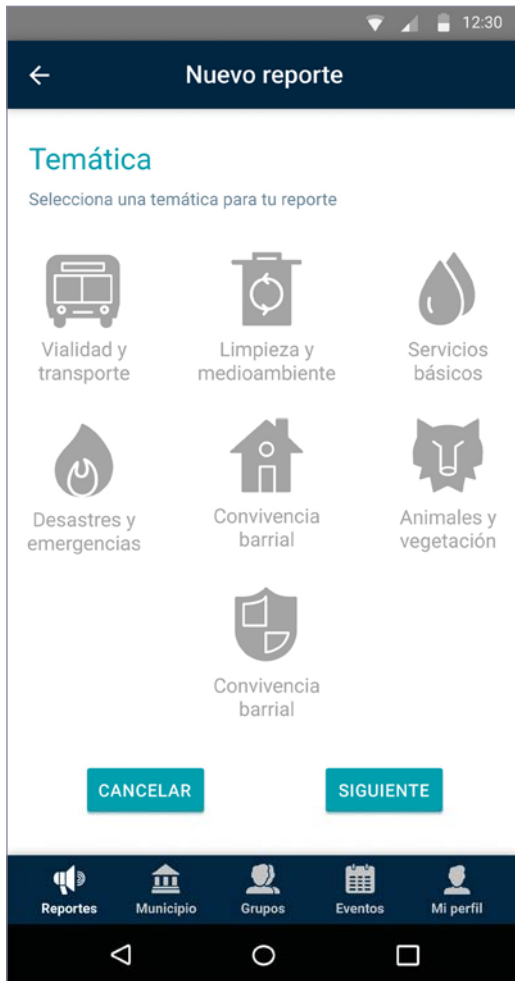 12:30
Nuevo reporte
Temática
Selecciona una temática para tu reporte
Vialidad y
transporte
Limpieza y
medioambiente
Servicios
básicos
Desastres y
emergencias
Convivencia
barrial
Animales y
vegetación
Convivencia
barrial
CANCELAR
SIGUIENTE
Reportes
Municipio
Grupos
Eventos
Mi perfil